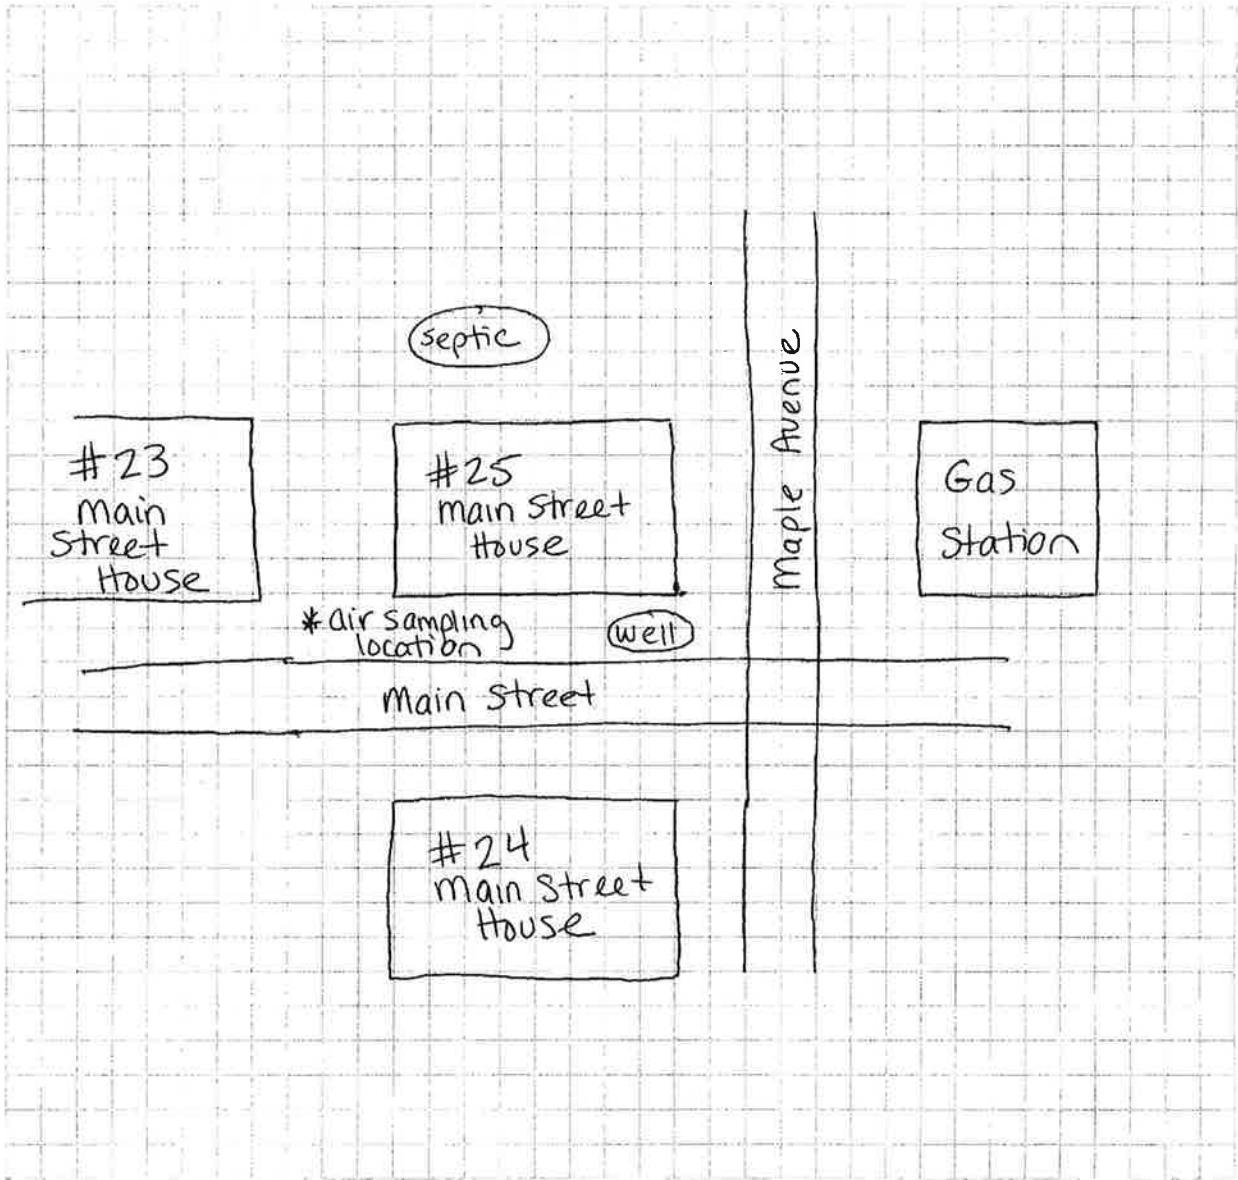 septic
Maple Avenue
#23
Main
Street
House
#25
Main Street
House
Gas
Station
* air sampling
location
well
Main Street
#24
Main Street
House